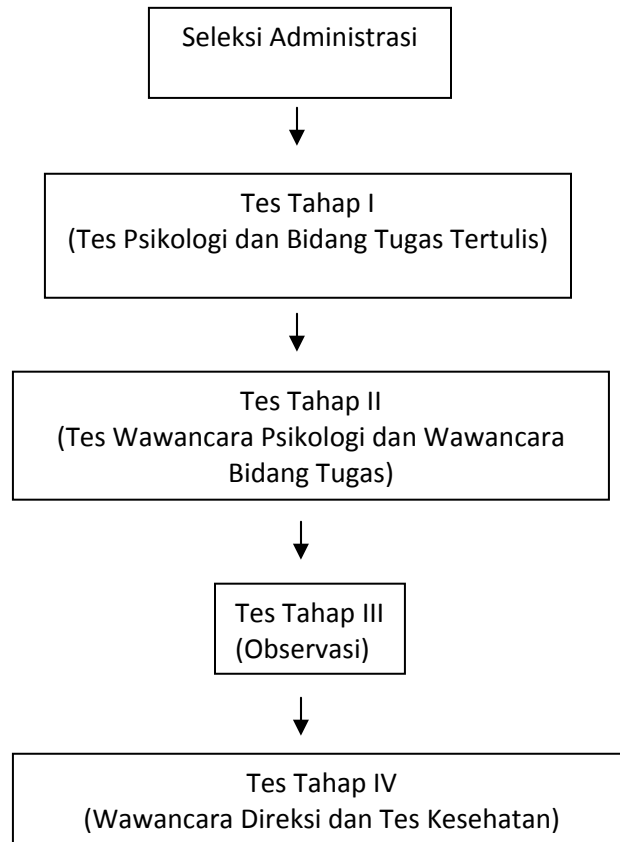 Seleksi Administrasi
Tes Tahap I
(Tes Psikologi dan Bidang Tugas Tertulis)
Tes Tahap II
(Tes Wawancara Psikologi dan Wawancara
Bidang Tugas)
Tes Tahap III
(Observasi)
Tes Tahap IV
(Wawancara Direksi dan Tes Kesehatan)